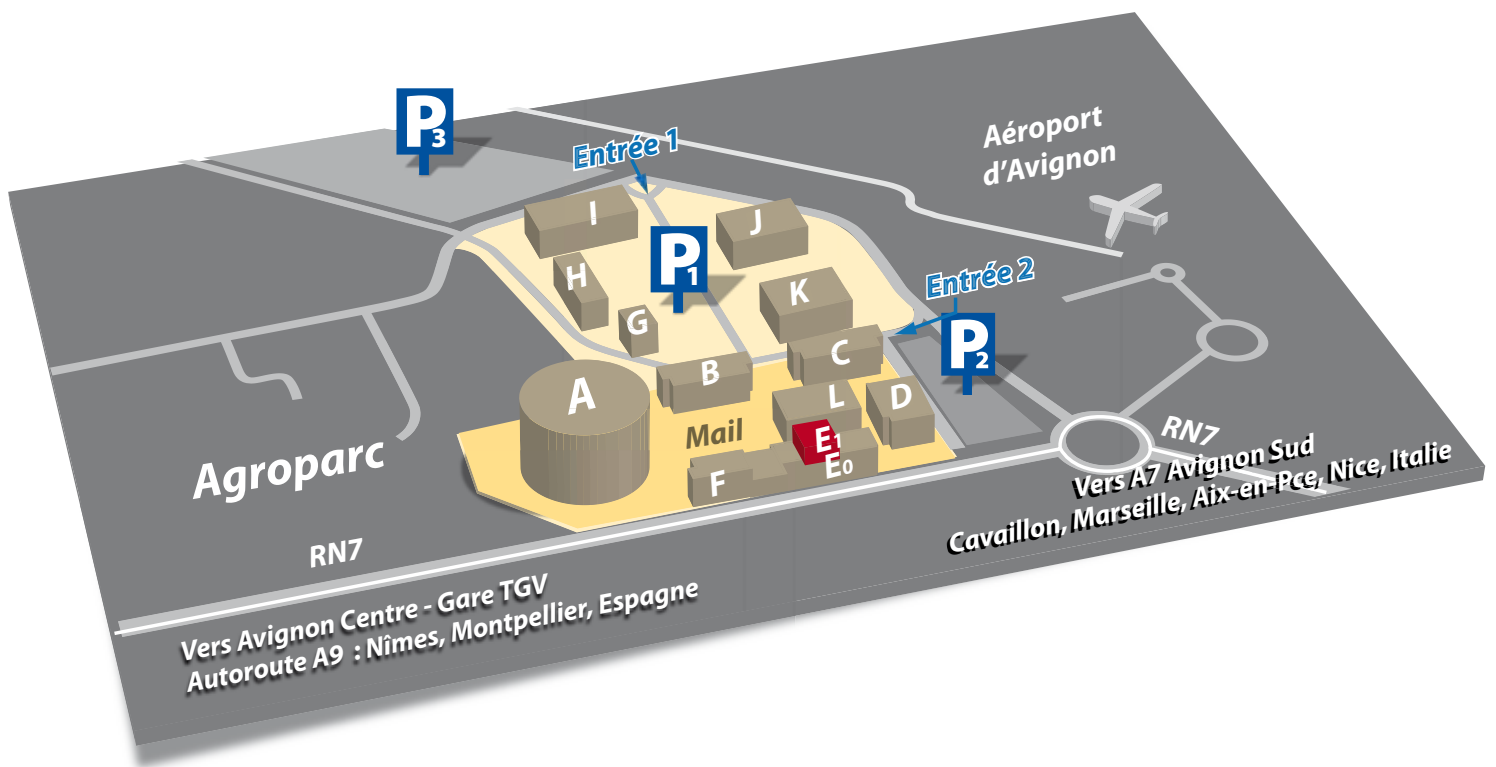 P3
Entrée 1
Aéroport
d'Avignon
I
J
H
P1
K
Entrée 2
G
P2
C
B
A
L
D
Mail
E1
E0
F
Agroparc
RN7
Vers A7 Avignon Sud
Cavaillon, Marseille, Aix-en-Pce, Nice, Italie
RN7
Vers Avignon Centre - Gare TGV
Autoroute A9 : Nîmes, Montpellier, Espagne